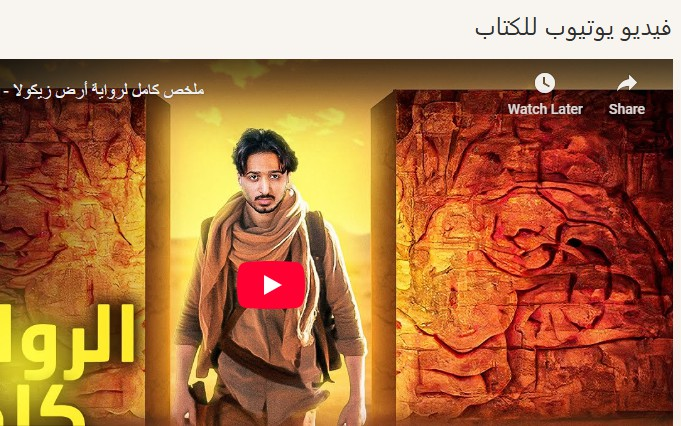 فيديو يوتيوب للكتاب
ملخص كامل لرواية أرض زيكولا -
Watch Later
Share